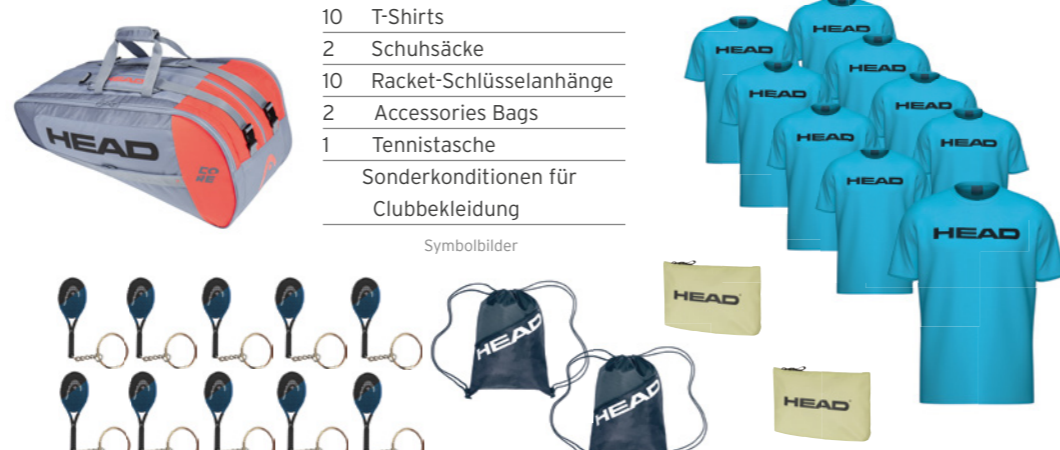 10 T-Shirts
2 Schuhsäcke
10 Racket-Schlüsselanhänge
2 Accessories Bags
1 Tennistasche
Sonderkonditionen für
Clubbekleidung
Symbolbilder
HEAD
HEAD
CORE
HEAD
HEAD
HEAD
HEAD
HEAD
HEAD
HEAD
HEAD
HEAD
HEAD
HEAD
HEAD
HEAD